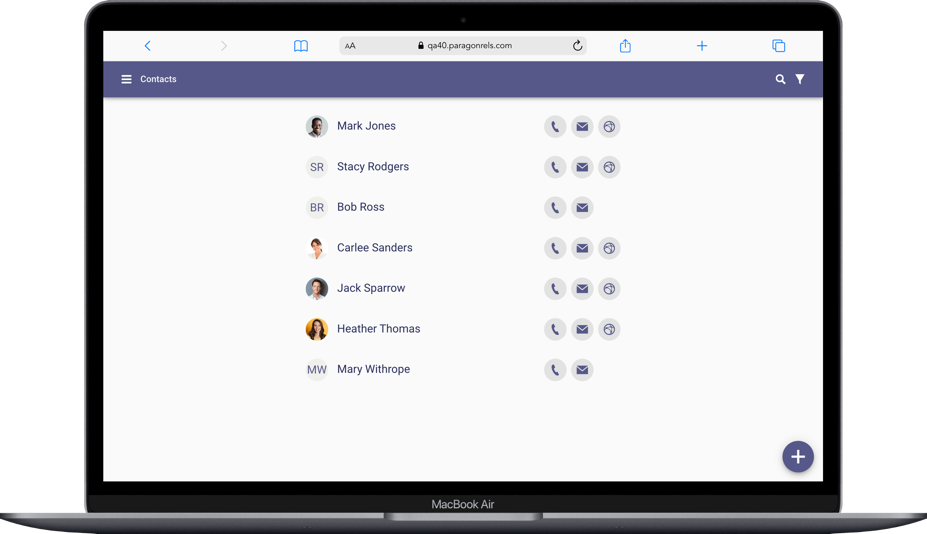 AA
qa40.paragonrels.com
Contacts
Mark Jones
SR Stacy Rodgers
BR Bob Ross
Carlee Sanders
Jack Sparrow
Heather Thomas
MW Mary Withrope
MacBook Air